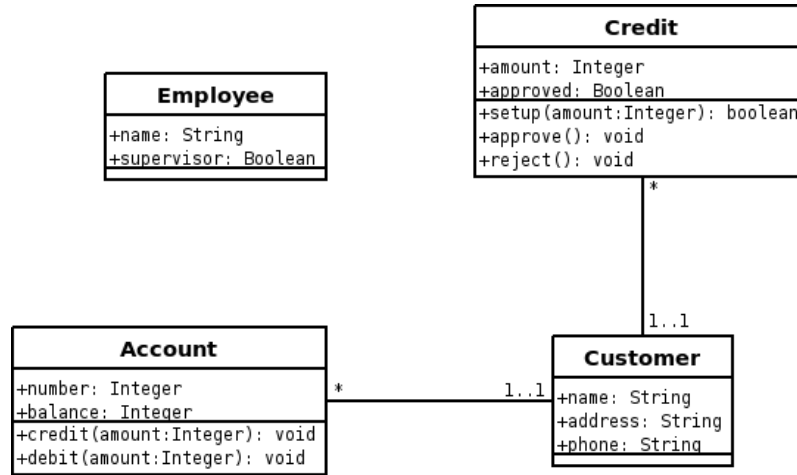 Credit
+amount: Integer
+approved: Boolean
+setup(amount:Integer): boolean
+approve(): void
+reject(): void
Employee
+name: String
+supervisor: Boolean
*
1..1
Account
+number: Integer
+balance: Integer
+credit(amount:Integer): void
+debit(amount:Integer): void
*
1..1
Customer
+name: String
+address: String
+phone: String